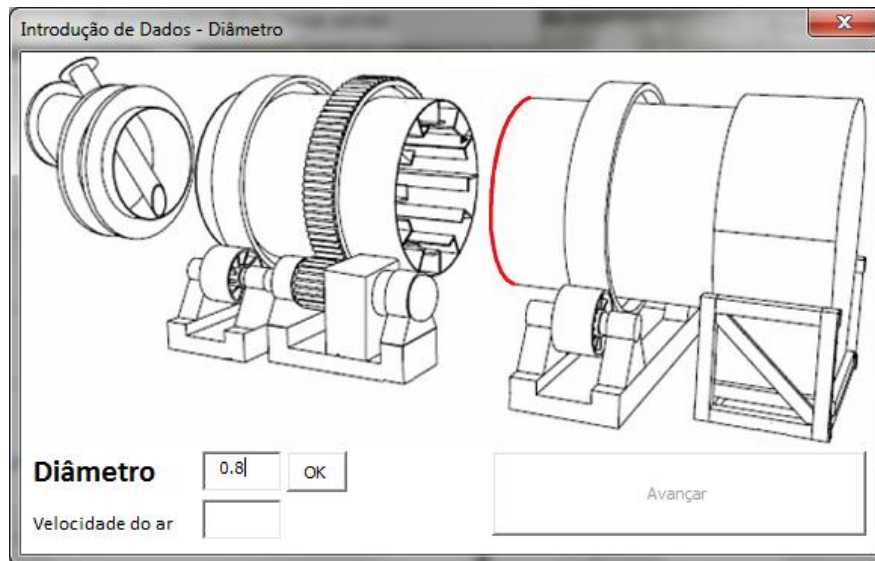 Introdução de Dados - Diâmetro
Diâmetro 0.8 OK
Velocidade do ar
Avançar